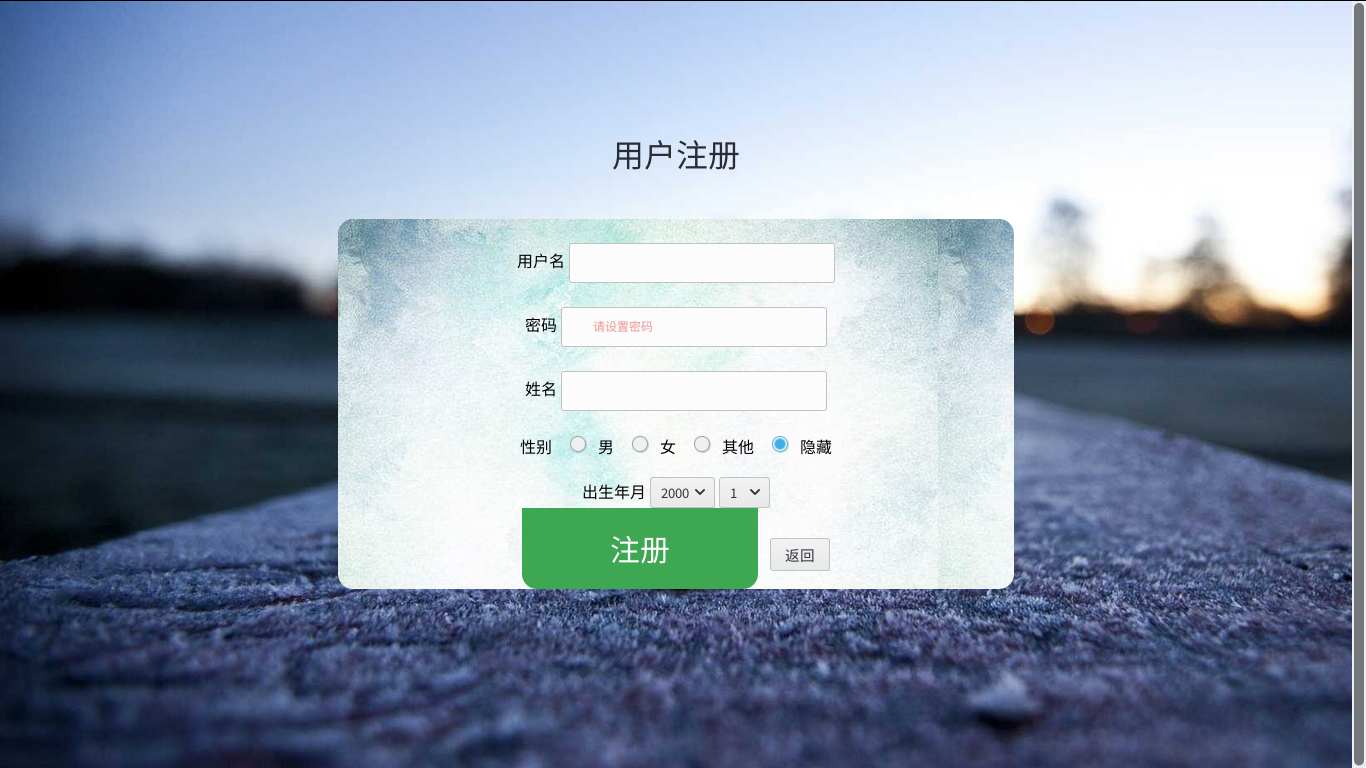 用户注册
用户名
密码 请设置密码
姓名
性别 男 女 其他 隐藏
出生年月 2000 1
注册 返回